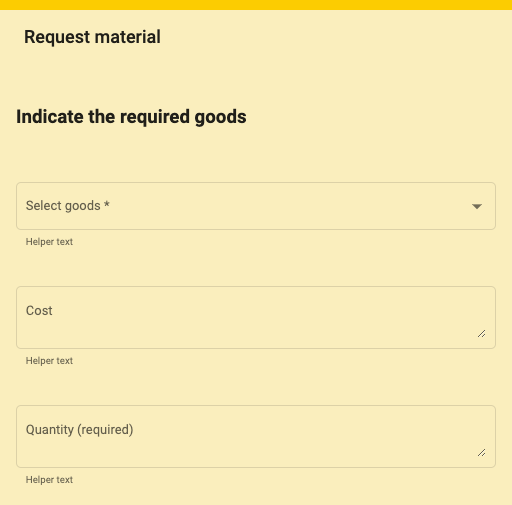 Request material
Indicate the required goods
Select goods *
Helper text
Cost
Helper text
Quantity (required)
Helper text